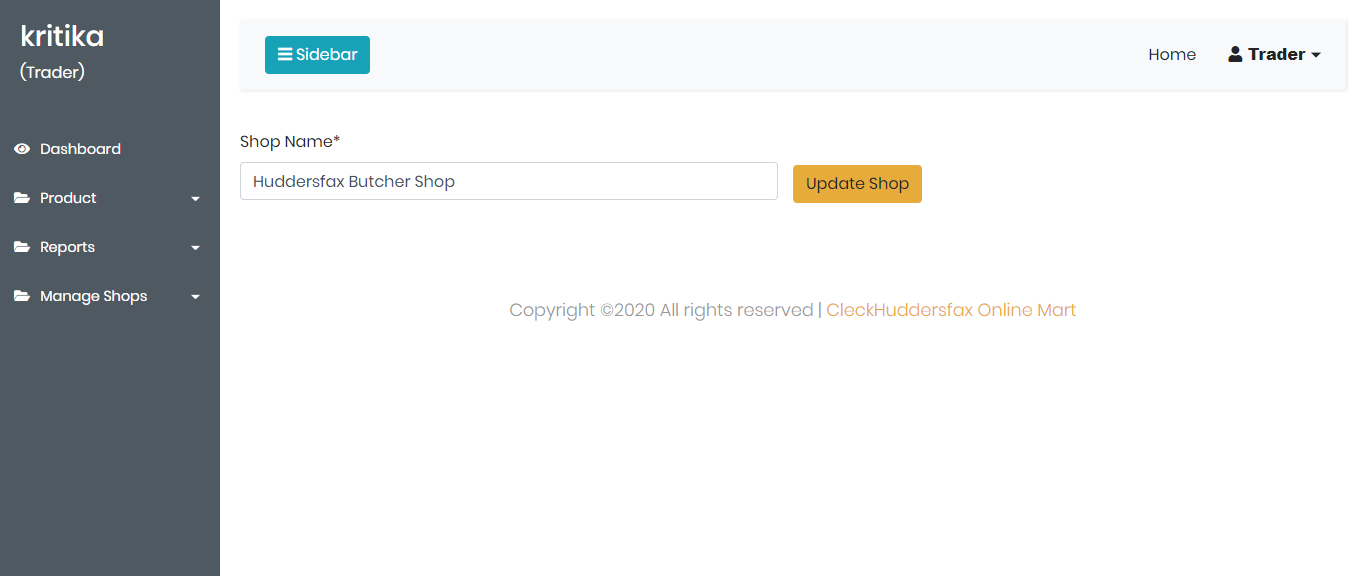 kritika
(Trader)
Dashboard
Product
Reports
Manage Shops
Sidebar
Home
Trader
Shop Name*
Huddersfax Butcher Shop
Update Shop
Copyright ©2020 All rights reserved | CleckHuddersfax Online Mart